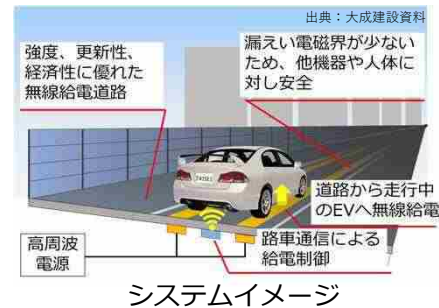 出典：大成建設資料
強度、更新性、
経済性に優れた
無線給電道路
漏えい電磁界が少ない
ため、他機器や人体に
対し安全
道路から走行中
のEVへ無線給電
高周波
電源
路車通信による
給電制御
システムイメージ